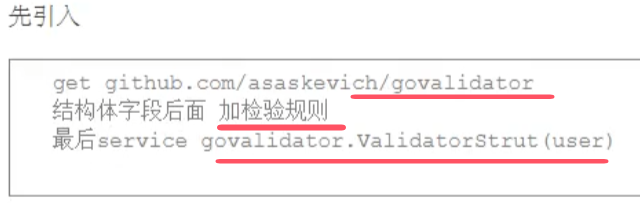 先引入
get github.com/asaskevich/govalidator
结构体字段后面 加检验规则
最后service govalidator.ValidatorStrut(user)